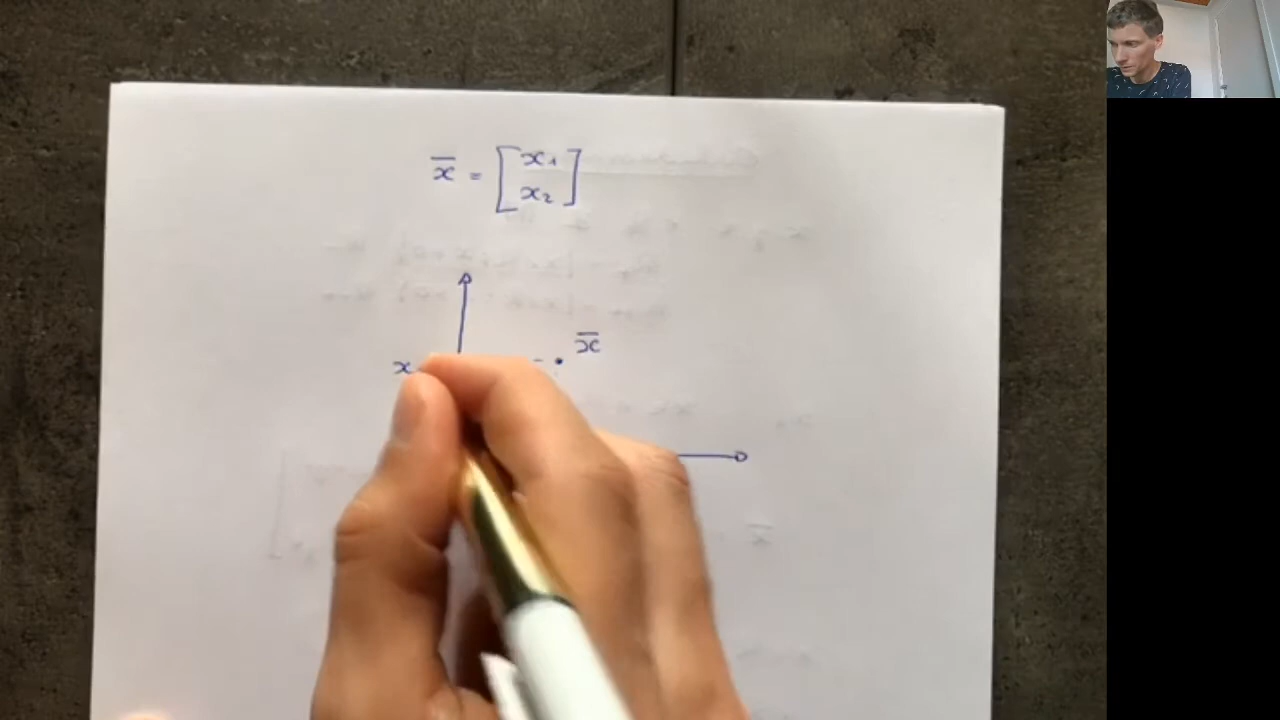 x̄ = [x₁
x₂]
x̄
x